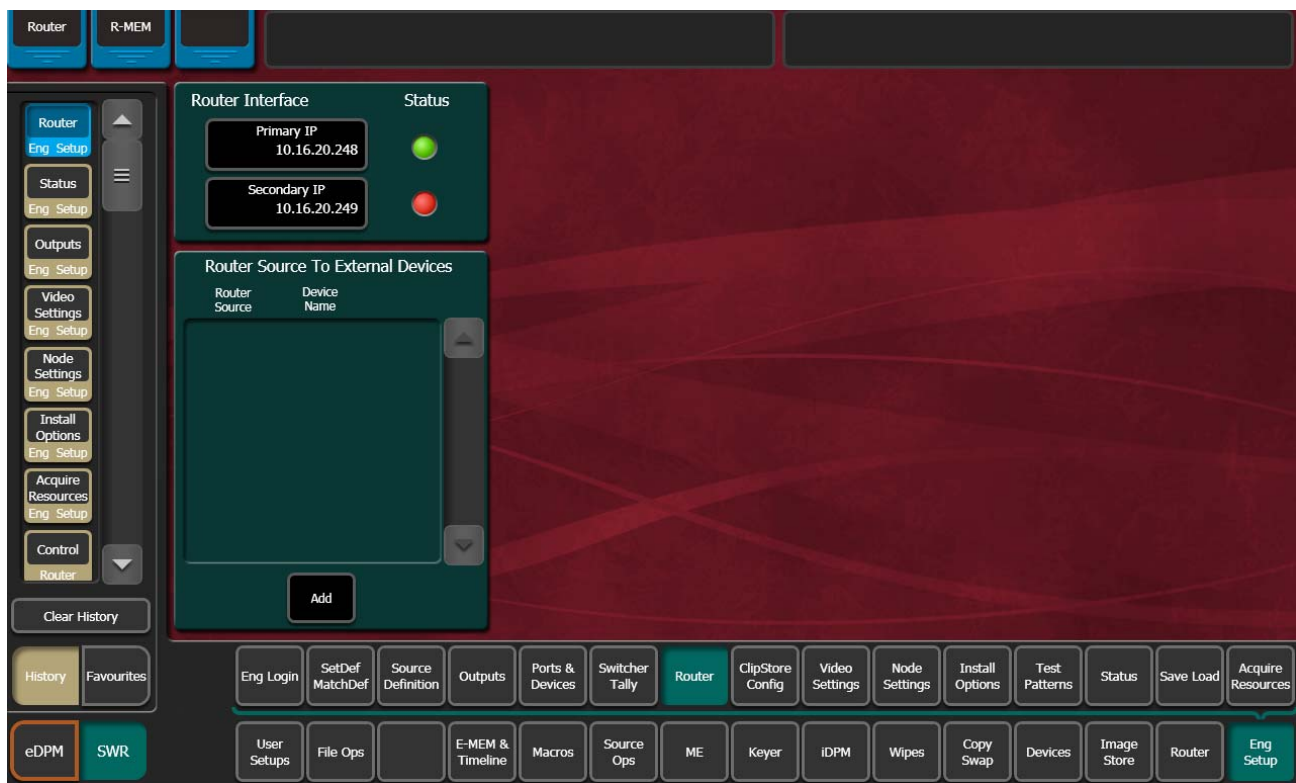 Router
R-MEM
Router
Eng Setup
Status
Eng Setup
Outputs
Eng Setup
Video
Settings
Eng Setup
Node
Settings
Eng Setup
Install
Options
Eng Setup
Acquire
Resources
Eng Setup
Control
Router
Clear History
History
Favourites
eDPM
SWR
Router Interface
Status
Primary IP
10.16.20.248
Secondary IP
10.16.20.249
Router Source To External Devices
Router
Source
Device
Name
Add
Eng Login
SetDef
MatchDef
Source
Definition
Outputs
Ports &
Devices
Switcher
Tally
Router
ClipStore
Config
Video
Settings
Node
Settings
Install
Options
Test
Patterns
Status
Save Load
Acquire
Resources
User
Setups
File Ops
E-MEM &
Timeline
Macros
Source
Ops
ME
Keyer
iDPM
Wipes
Copy
Swap
Devices
Image
Store
Router
Eng
Setup